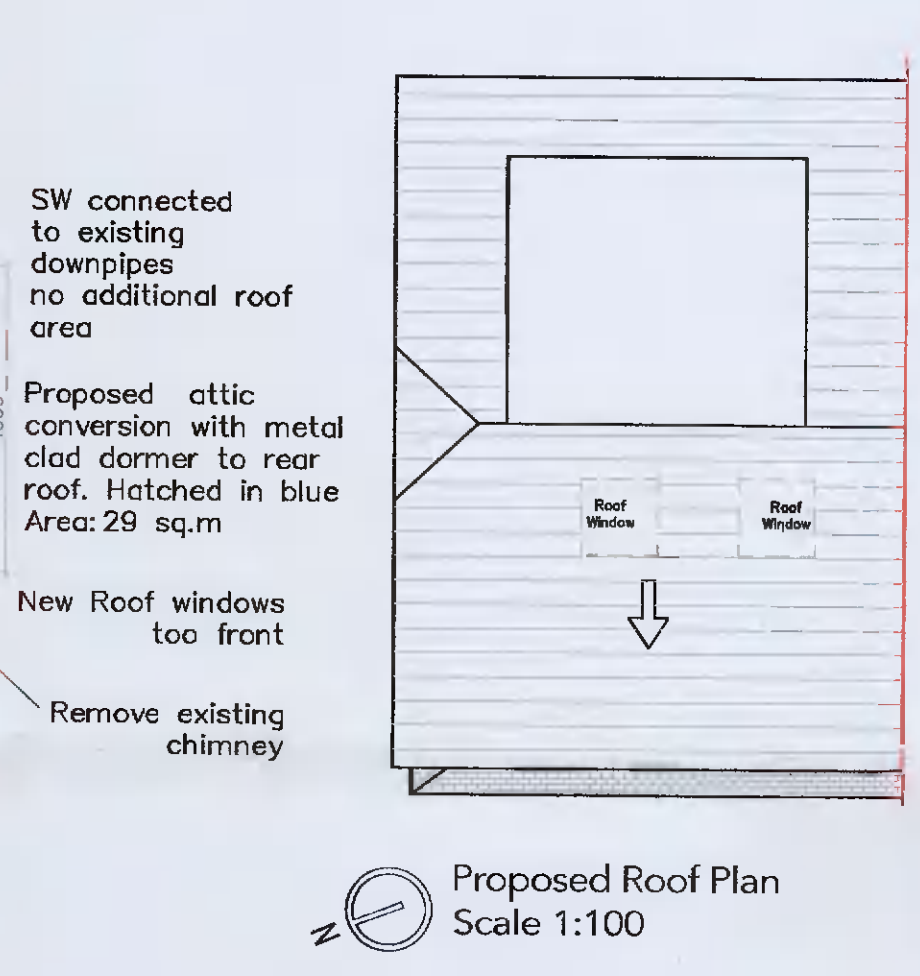 SW connected
to existing
downpipes
no additional roof
area
Proposed attic
conversion with metal
clad dormer to rear
roof. Hatched in blue
Area: 29 sq.m
New Roof windows
too front
Remove existing
chimney
Roof
Window
Roof
Window
N
Proposed Roof Plan
Scale 1:100